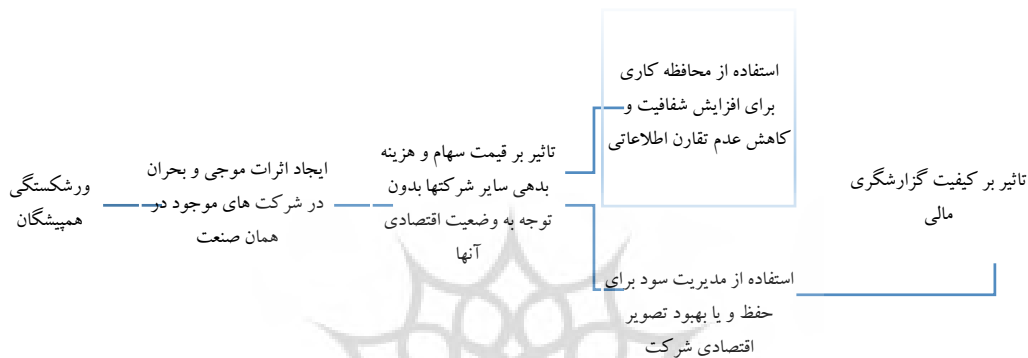 ورشکستگی
همپیشگان
ایجاد اثرات موجی و بحران
در شرکت های موجود در
همان صنعت
تاثیر بر قیمت سهام و هزینه
بدهی سایر شرکتها بدون
توجه به وضعیت اقتصادی
آنها
استفاده از محافظه کاری
برای افزایش شفافیت و
کاهش عدم تقارن اطلاعاتی
استفاده از مدیریت سود برای
حفظ و یا بهبود تصویر
اقتصادی شرکت
تاثیر بر کیفیت گزارشگری
مالی